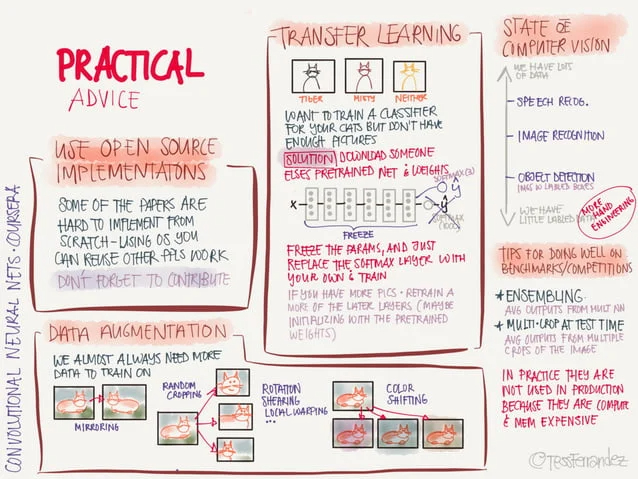 PRACTICAL
ADVICE
USE OPEN SOURCE
IMPLEMENTATONS
SOME OF THE PAPERS ARE
HARD TO IMPLEMENT FROM
SCRATCH - USING OS YOU
CAN REUSE OTHER PPLS WORK
DON'T FORGET TO CONTRIBUTE
CONVOLUTIONAL NEURAL NETS · COURSERA
TRANSFER LEARNING
TIGER
MISTY
NEITHER
WANT TO TRAIN A CLASSIFIER
FOR YOUR CATS BUT DON'T HAVE
ENOUGH PICTURES
SOLUTION DOWNLOAD SOMEONE
ELSES PRETRAINED NET & WEIGHTS
SOFTMAX (3)
X
ŷ
ŷ
SOFTMAX
(1000)
FREEZE
FREEZE THE PARAMS, AND JUST
REPLACE THE SOFTMAX LAYER WITH
YOUR OWN & TRAIN
IF YOU HAVE MORE PICS - RETRAIN A
MORE OF THE LATER LAYERS (MAYBE
INITIALIZING WITH THE PRETRAINED
WEIGHTS)
STATE OF
COMPUTER VISION
WE HAVE LOTS
OF DATA
SPEECH RECOG.
IMAGE RECOGNITION
OBJECT DETECTION
IMGS W LABLED BOXES
WE HAVE
LITTLE LABLED DATA
MORE
HAND
ENGINEERING
TIPS FOR DOING WELL ON
BENCHMARKS/COMPETITIONS
* ENSEMBLING
AVG OUTPUTS FROM MULT NN
* MULTI-CROP AT TEST TIME
AVG OUTPUTS FROM MULTIPLE
CROPS OF THE IMAGE
IN PRACTICE THEY ARE
NOT USED IN PRODUCTION
BECAUSE THEY ARE COMPUTE
& MEM EXPENSIVE
DATA AUGMENTATION
WE ALMOST ALWAYS NEED MORE
DATA TO TRAIN ON
MIRRORING
RANDOM
CROPPING
ROTATION
SHEARING
LOCAL WARPING
...
COLOR
SHIFTING
© TessFerrandez